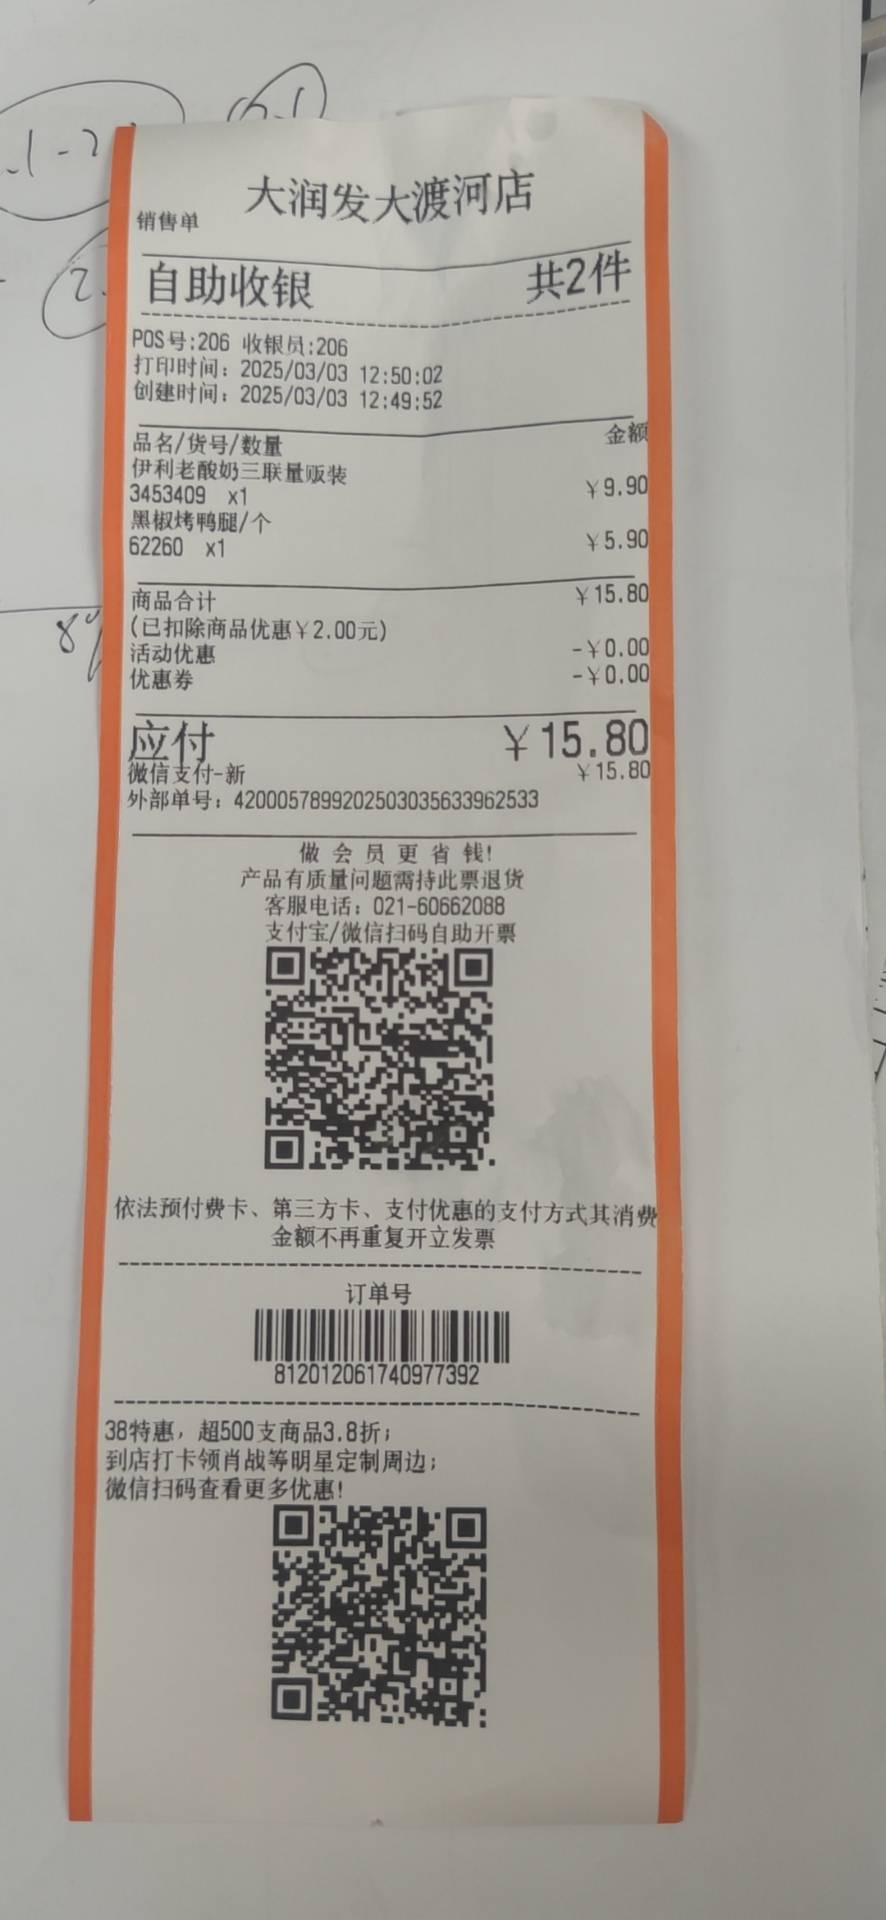 大润发大渡河店
销售单
自助收银 共2件
POS号:206 收银员:206
打印时间：2025/03/03 12:50:02
创建时间：2025/03/03 12:49:52
品名/货号/数量 金额
伊利老酸奶三联量贩装
3453409 x1 ￥9.90
黑椒烤鸭腿/个
62260 x1 ￥5.90
商品合计 ￥15.80
(已扣除商品优惠￥2.00元)
活动优惠 -￥0.00
优惠券 -￥0.00
应付 ￥15.80
微信支付-新 ￥15.80
外部单号：4200057899202503035633962533
做会员更省钱!
产品有质量问题需持此票退货
客服电话：021-60662088
支付宝/微信扫码自助开票
依法预付费卡、第三方卡、支付优惠的支付方式其消费
金额不再重复开立发票
订单号
812012061740977392
38特惠，超500支商品3.8折；
到店打卡领肖战等明星定制周边；
微信扫码查看更多优惠!